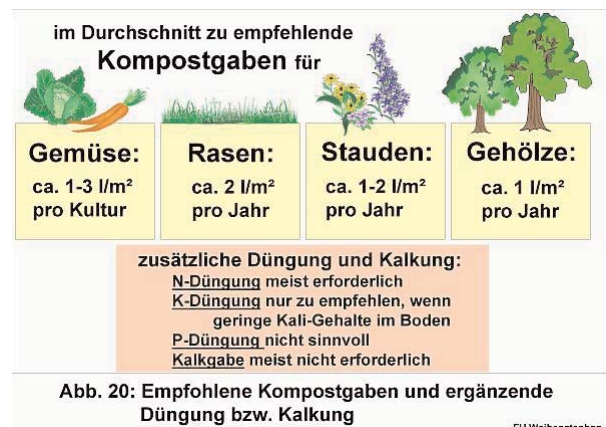 im Durchschnitt zu empfehlende
Kompostgaben für
Gemüse:
ca. 1-3 l/m²
pro Kultur
Rasen:
ca. 2 l/m²
pro Jahr
Stauden:
ca. 1-2 l/m²
pro Jahr
Gehölze:
ca. 1 l/m²
pro Jahr
zusätzliche Düngung und Kalkung:
N-Düngung meist erforderlich
K-Düngung nur zu empfehlen, wenn
geringe Kali-Gehalte im Boden
P-Düngung nicht sinnvoll
Kalkgabe meist nicht erforderlich
Abb. 20: Empfohlene Kompostgaben und ergänzende
Düngung bzw. Kalkung